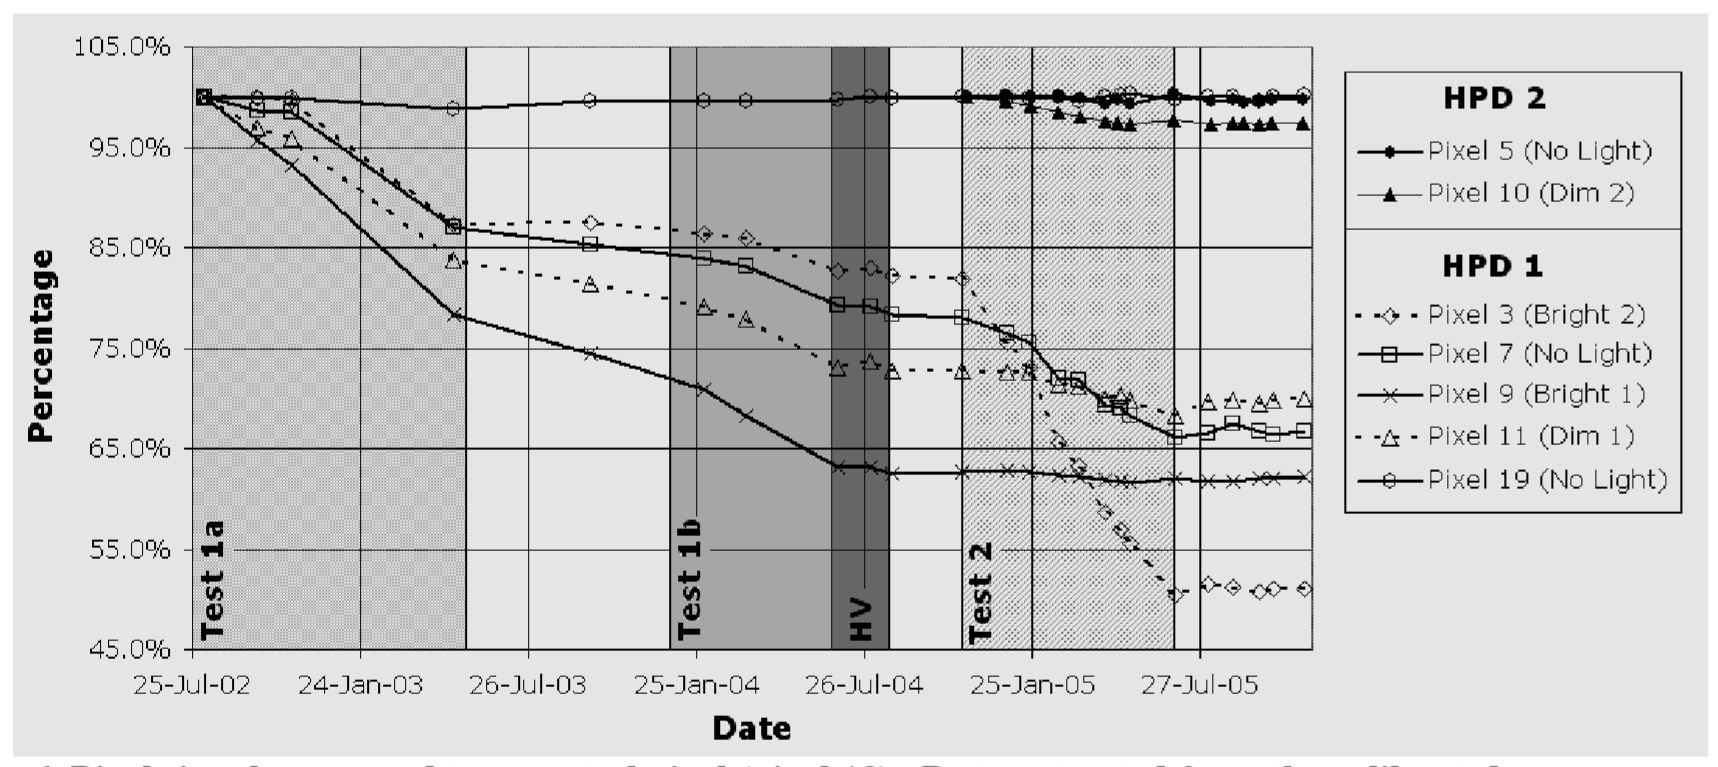 105.0%
95.0%
85.0%
75.0%
65.0%
55.0%
45.0%
Percentage
Test 1a
Test 1b
HV
Test 2
25-Jul-02
24-Jan-03
26-Jul-03
25-Jan-04
26-Jul-04
25-Jan-05
27-Jul-05
Date
HPD 2
Pixel 5 (No Light)
Pixel 10 (Dim 2)
HPD 1
Pixel 3 (Bright 2)
Pixel 7 (No Light)
Pixel 9 (Bright 1)
Pixel 11 (Dim 1)
Pixel 19 (No Light)